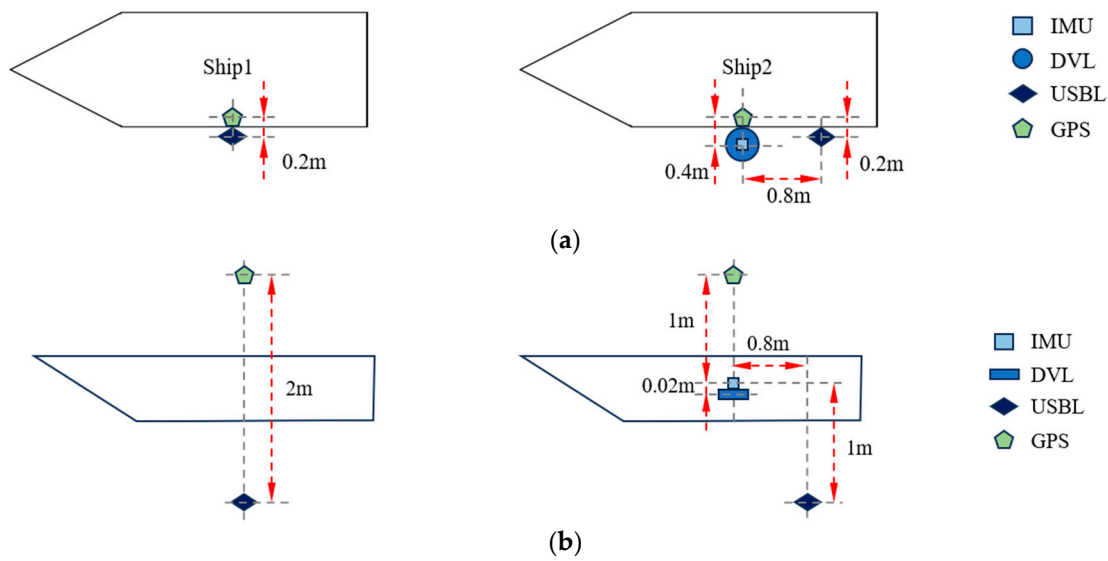 Ship1
0.2m
Ship2
0.4m
0.8m
0.2m
IMU
DVL
USBL
GPS
(a)
2m
1m
0.8m
0.02m
1m
IMU
DVL
USBL
GPS
(b)